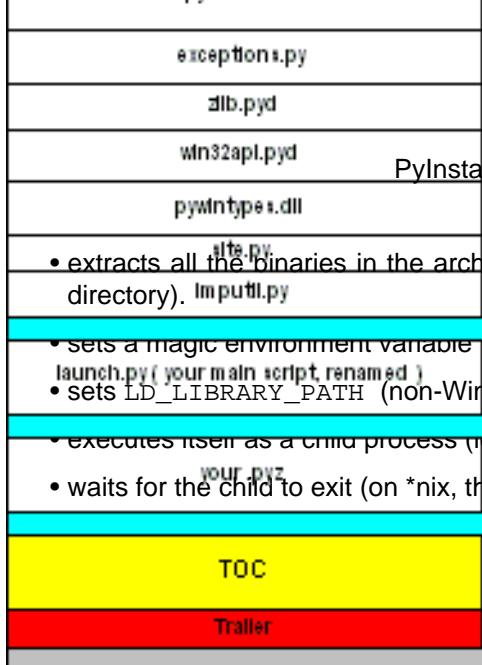 exceptions.py
zlib.pyd
win32api.pyd
PyInsta
pywintypes.dll
site.py
• extracts all the binaries in the arch
directory).
imputil.py
• sets a magic environment variable
launch.py ( your main script, renamed )
• sets LD_LIBRARY_PATH (non-Win
• executes itself as a child process (
your .pyz
• waits for the child to exit (on *nix, th
TOC
Trailer